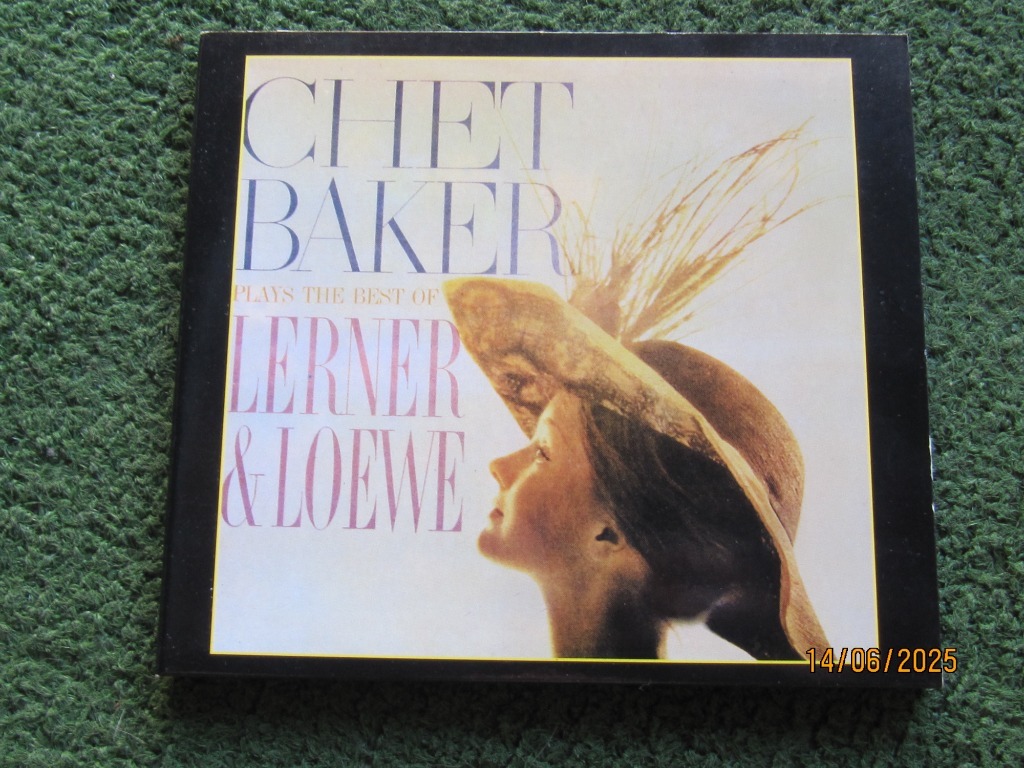 CHET
BAKER
PLAYS THE BEST OF
LERNER
& LOEWE
14/06/2025